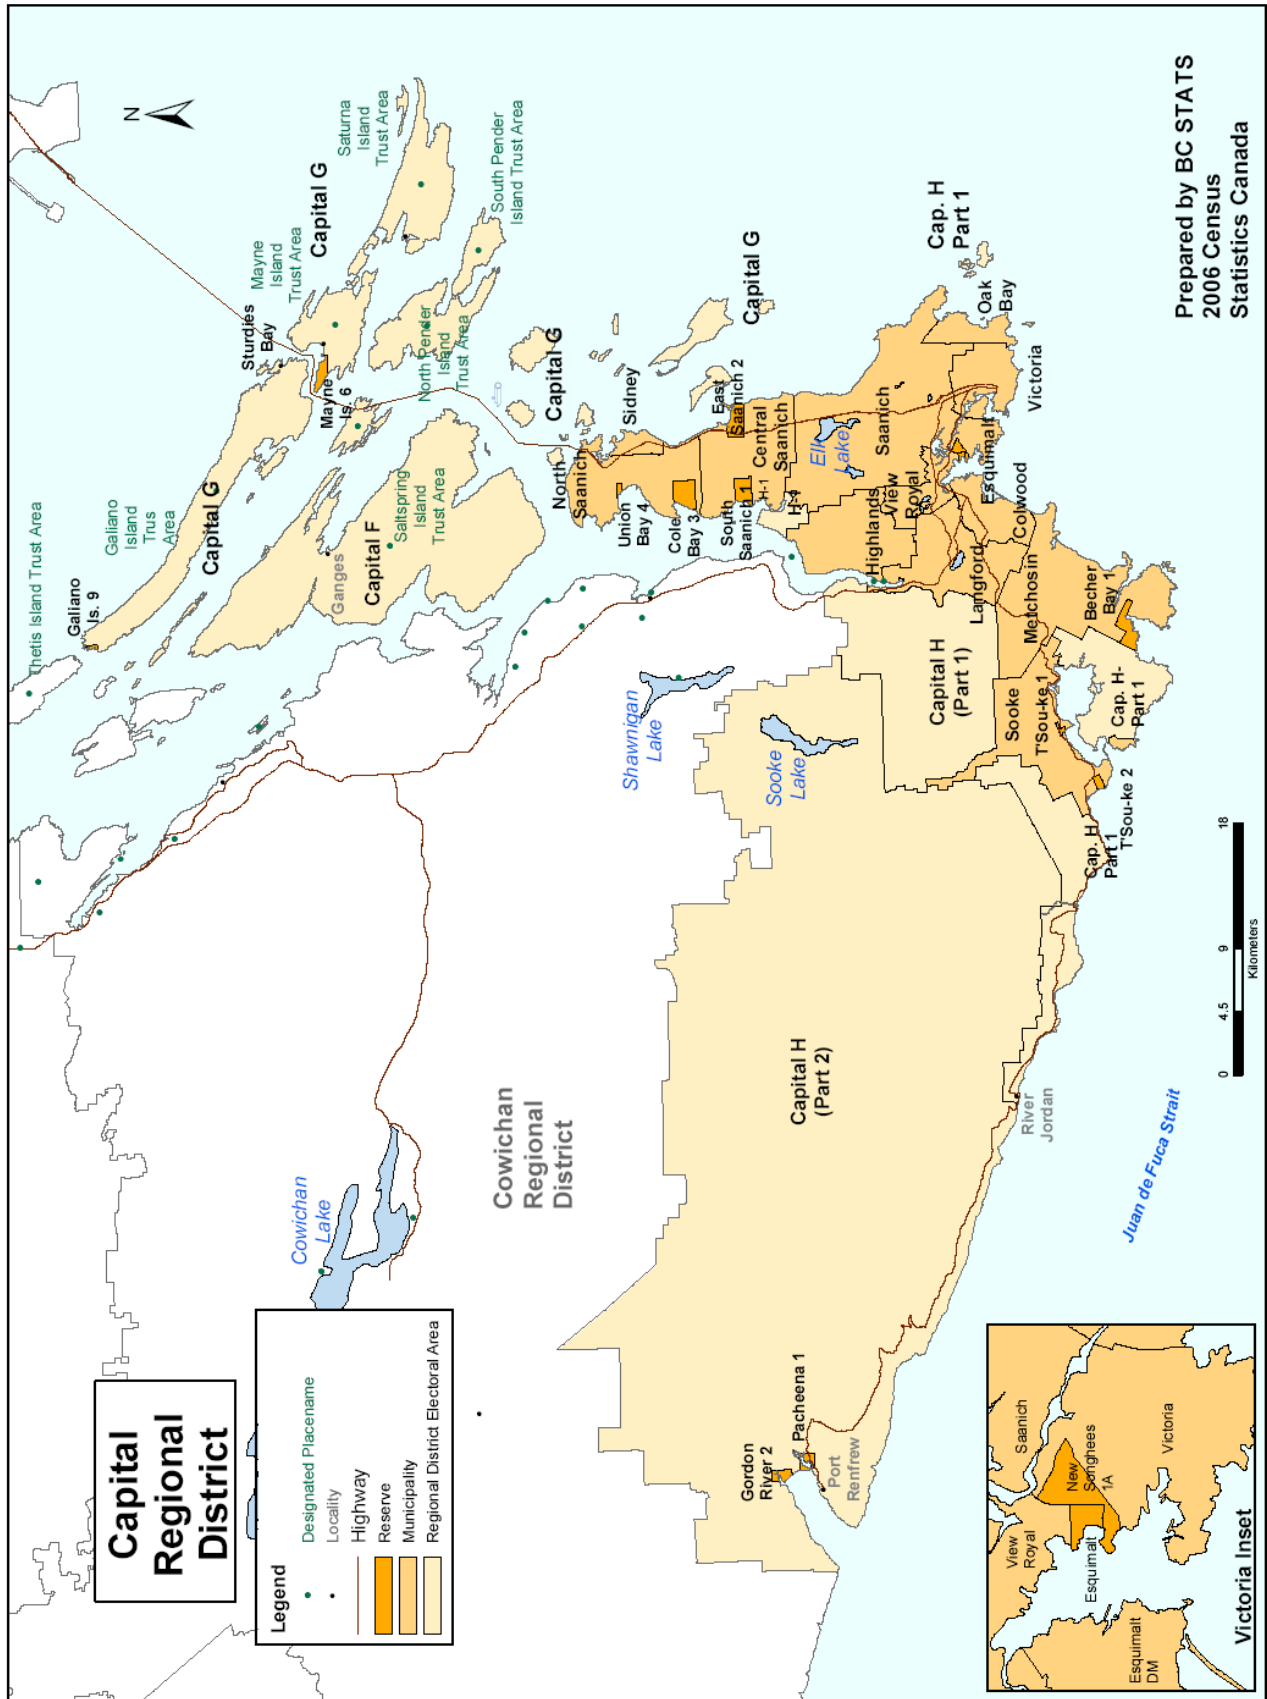 Capital
Regional
District
Legend
Designated Placename
Locality
Highway
Reserve
Municipality
Regional District Electoral Area
N
Thetis Island Trust Area
Galiano
Is. 9
Galiano
Island
Trus
Area
Capital G
Sturdies
Bay
Mayne
Island
Trust Area
Capital G
Saturna
Island
Trust Area
South Pender
Island Trust Area
Mayne
Is. 6
North Pender
Island
Trust Area
Ganges
Capital F
Saltspring
Island
Trust Area
Capital G
Capital G
Cowichan
Lake
Cowichan
Regional
District
Shawnigan
Lake
Sooke
Lake
North
Saanich
Sidney
Union
Bay 4
Cole
Bay 3
South
Saanich 1
East
Saanich 2
Central
Saanich
H-1
H-1
Elk
Lake
Saanich
Highlands
View
Royal
Cap. H
Part 1
Oak
Bay
Victoria
Esquimalt
Colwood
Langford
Metchosin
Becher
Bay 1
Capital H
(Part 1)
Sooke
T'Sou-ke 1
Cap. H-
Part 1
T'Sou-ke 2
Cap. H
Part 1
Capital H
(Part 2)
River
Jordan
Gordon
River 2
Pacheena 1
Port
Renfrew
Juan de Fuca Strait
0 4.5 9 18
Kilometers
Prepared by BC STATS
2006 Census
Statistics Canada
Saanich
View
Royal
New
Songhees
1A
Esquimalt
Victoria
Esquimalt
DM
Victoria Inset